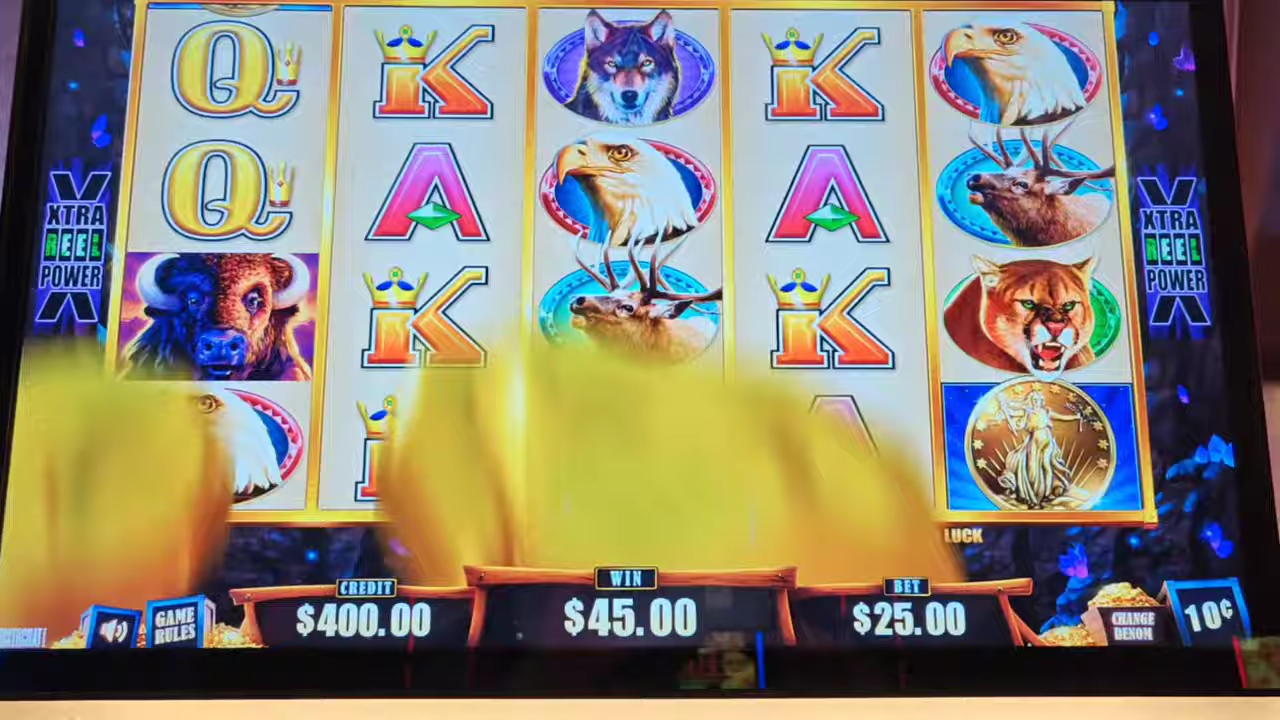 Q K K
Q A A
K K
K A
XTRA
REEL
POWER
XTRA
REEL
POWER
LUCK
CREDIT
$400.00
WIN
$45.00
BET
$25.00
GAME
RULES
CHANGE
DENOM
10¢